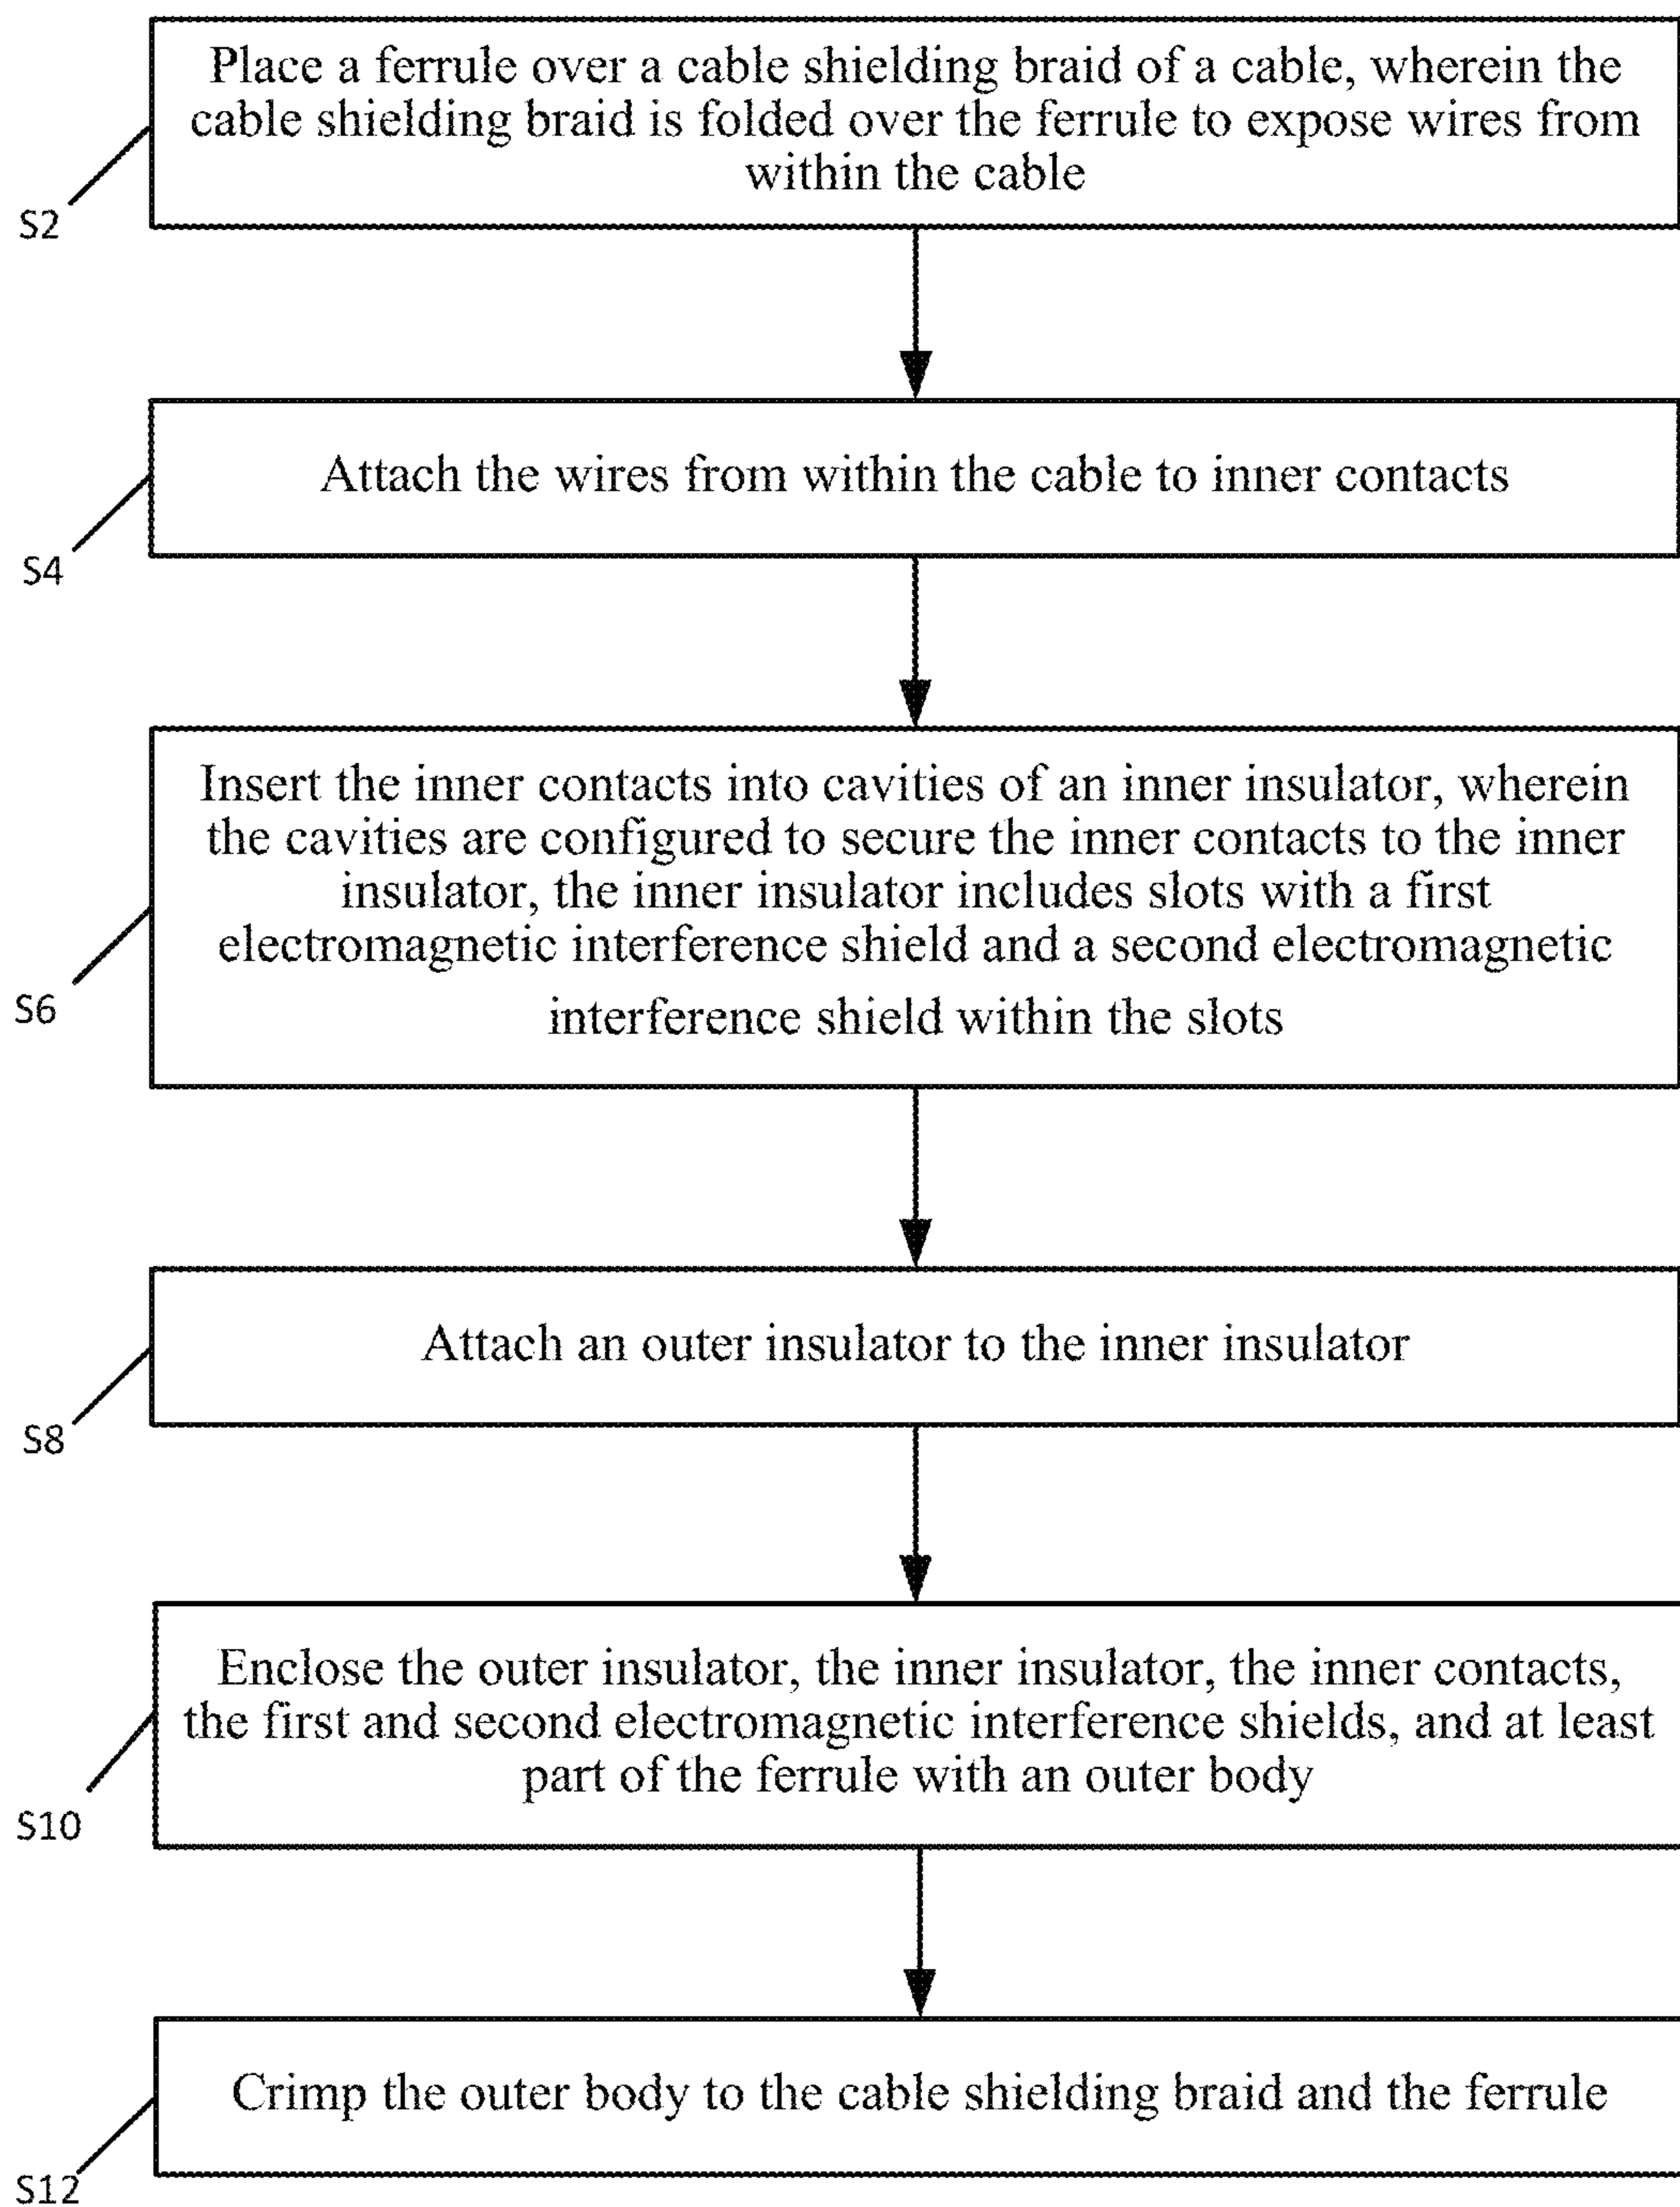 Place a ferrule over a cable shielding braid of a cable, wherein the
cable shielding braid is folded over the ferrule to expose wires from
within the cable
S2
Attach the wires from within the cable to inner contacts
S4
Insert the inner contacts into cavities of an inner insulator, wherein
the cavities are configured to secure the inner contacts to the inner
insulator, the inner insulator includes slots with a first
electromagnetic interference shield and a second electromagnetic
interference shield within the slots
S6
Attach an outer insulator to the inner insulator
S8
Enclose the outer insulator, the inner insulator, the inner contacts,
the first and second electromagnetic interference shields, and at least
part of the ferrule with an outer body
S10
Crimp the outer body to the cable shielding braid and the ferrule
S12